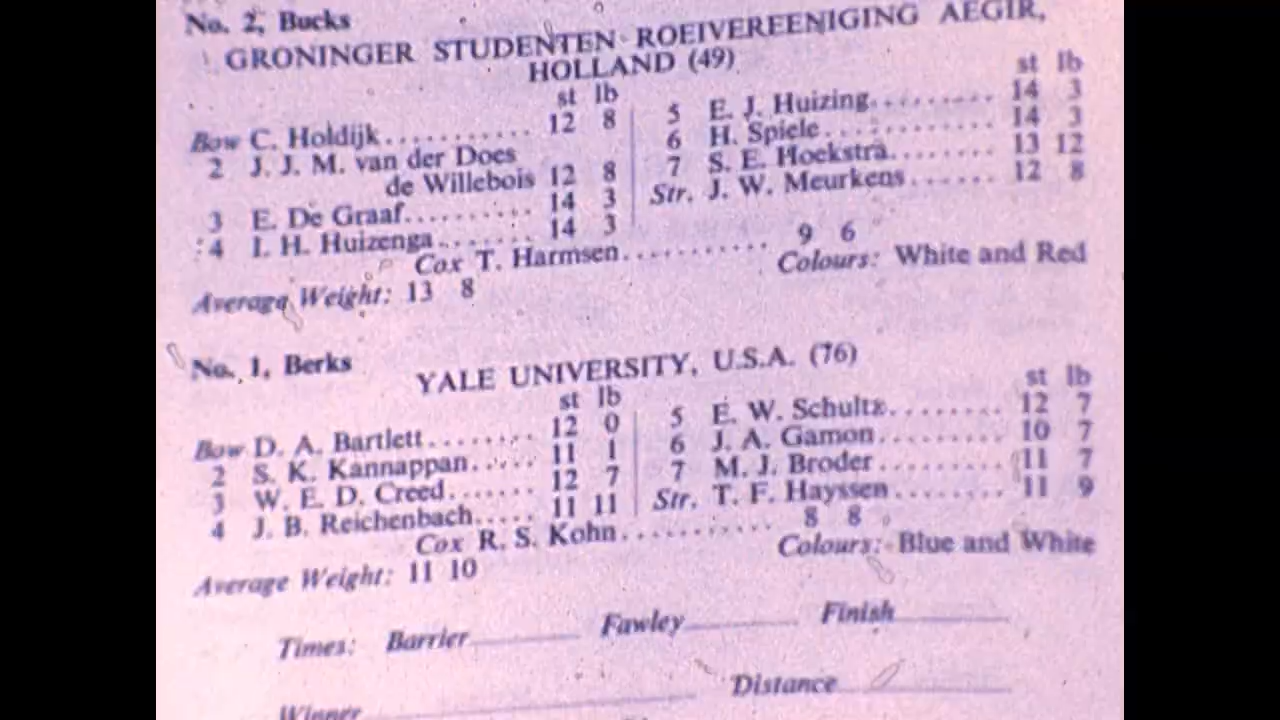 No. 2, Bucks
GRONINGER STUDENTEN ROEIVEREENIGING AEGIR,
HOLLAND (49)
st lb
Bow C. Holdijk.......... 12 8
2 J. J. M. van der Does
de Willebois 12 8
3 E. De Graaf.......... 14 3
4 I. H. Huizenga........ 14 3
st lb
5 E. J. Huizing.......... 14 3
6 H. Spiele............. 14 3
7 S. E. Hoekstra........ 13 12
Str. J. W. Meurkens...... 12 8
Cox T. Harmsen........... 9 6
Average Weight: 13 8
Colours: White and Red
No. 1, Berks
YALE UNIVERSITY, U.S.A. (76)
st lb
Bow D. A. Bartlett........ 12 0
2 S. K. Kannappan..... 11 1
3 W. E. D. Creed....... 12 7
4 J. B. Reichenbach..... 11 11
st lb
5 E. W. Schultz......... 12 7
6 J. A. Gamon.......... 10 7
7 M. J. Broder.......... 11 7
Str. T. F. Hayssen........ 11 9
Cox R. S. Kohn........... 8 8
Average Weight: 11 10
Colours: Blue and White
Times: Barrier Fawley Finish
Winner Distance